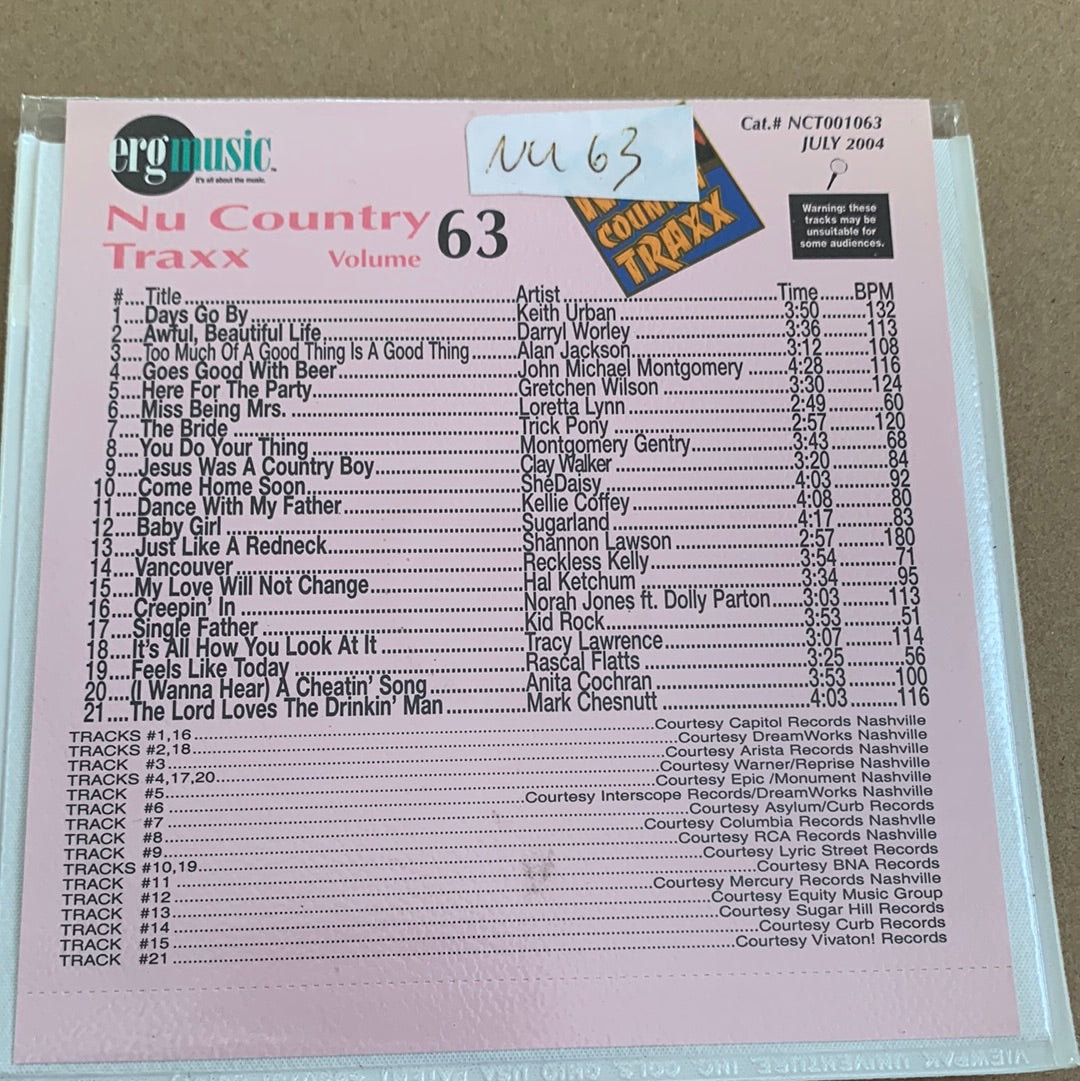 ergmusic™
It's all about the music.
NU 63
Cat.# NCT001063
JULY 2004
COUNTRY
TRAXX
Warning: these
tracks may be
unsuitable for
some audiences.
Nu Country
Traxx Volume 63
#....Title....Artist....Time....BPM
1....Days Go By....Keith Urban....3:50....132
2....Awful, Beautiful Life....Darryl Worley....3:36....113
3....Too Much Of A Good Thing Is A Good Thing....Alan Jackson....3:12....108
4....Goes Good With Beer....John Michael Montgomery....4:28....116
5....Here For The Party....Gretchen Wilson....3:30....124
6....Miss Being Mrs. ....Loretta Lynn....2:49....60
7....The Bride....Trick Pony....2:57....120
8....You Do Your Thing....Montgomery Gentry....3:43....68
9....Jesus Was A Country Boy....Clay Walker....3:20....84
10....Come Home Soon....SheDaisy....4:03....92
11....Dance With My Father....Kellie Coffey....4:08....80
12....Baby Girl....Sugarland....4:17....83
13....Just Like A Redneck....Shannon Lawson....2:57....180
14....Vancouver....Reckless Kelly....3:54....71
15....My Love Will Not Change....Hal Ketchum....3:34....95
16....Creepin' In....Norah Jones ft. Dolly Parton....3:03....113
17....Single Father....Kid Rock....3:53....51
18....It's All How You Look At It....Tracy Lawrence....3:07....114
19....Feels Like Today....Rascal Flatts....3:25....56
20....(I Wanna Hear) A Cheatin' Song....Anita Cochran....3:53....100
21....The Lord Loves The Drinkin' Man....Mark Chesnutt....4:03....116
TRACKS #1,16....Courtesy Capitol Records Nashville
TRACKS #2,18....Courtesy DreamWorks Nashville
TRACK #3....Courtesy Arista Records Nashville
TRACKS #4,17,20....Courtesy Warner/Reprise Nashville
TRACK #5....Courtesy Epic /Monument Nashville
TRACK #6....Courtesy Interscope Records/DreamWorks Nashville
TRACK #7....Courtesy Asylum/Curb Records
TRACK #8....Courtesy Columbia Records Nashvlle
TRACK #9....Courtesy RCA Records Nashville
TRACKS #10,19....Courtesy Lyric Street Records
TRACK #11....Courtesy BNA Records
TRACK #12....Courtesy Mercury Records Nashville
TRACK #13....Courtesy Equity Music Group
TRACK #14....Courtesy Sugar Hill Records
TRACK #15....Courtesy Curb Records
TRACK #21....Courtesy Vivaton! Records